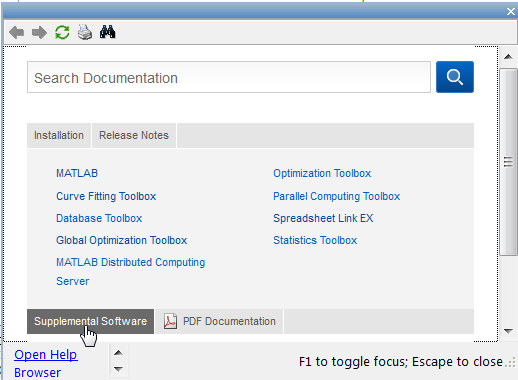 Search Documentation
Installation Release Notes
MATLAB Optimization Toolbox
Curve Fitting Toolbox Parallel Computing Toolbox
Database Toolbox Spreadsheet Link EX
Global Optimization Toolbox Statistics Toolbox
MATLAB Distributed Computing
Server
Supplemental Software PDF Documentation
Open Help F1 to toggle focus; Escape to close
Browser